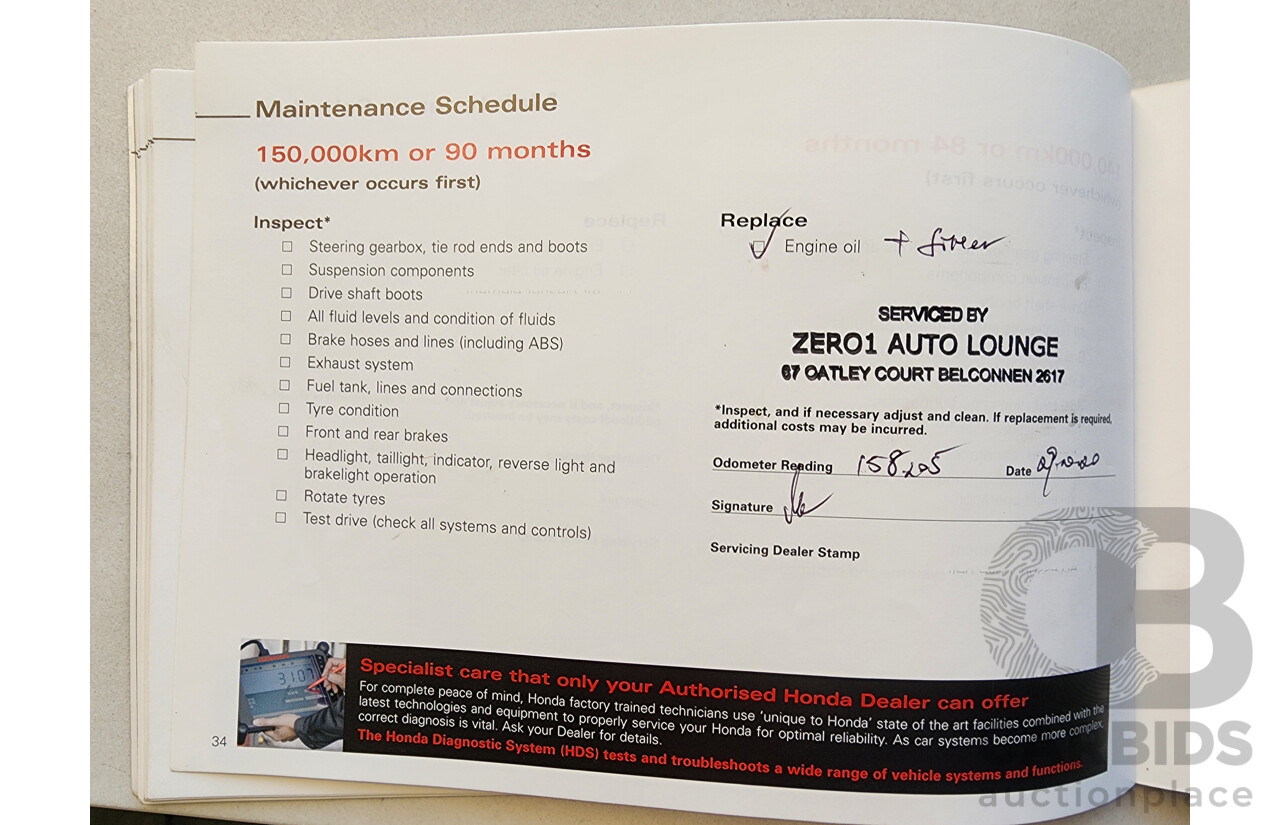 Maintenance Schedule
150,000km or 90 months
(whichever occurs first)
Inspect*
Steering gearbox, tie rod ends and boots
Suspension components
Drive shaft boots
All fluid levels and condition of fluids
Brake hoses and lines (including ABS)
Exhaust system
Fuel tank, lines and connections
Tyre condition
Front and rear brakes
Headlight, taillight, indicator, reverse light and
brakelight operation
Rotate tyres
Test drive (check all systems and controls)
Replace
Engine oil +
SERVICED BY
ZERO1 AUTO LOUNGE
67 OATLEY COURT BELCONNEN 2617
*Inspect, and if necessary adjust and clean. If replacement is required,
additional costs may be incurred.
Odometer Reading 158205 Date
Signature
Servicing Dealer Stamp
3107
Specialist care that only your Authorised Honda Dealer can offer
For complete peace of mind, Honda factory trained technicians use 'unique to Honda' state of the art facilities combined with the
latest technologies and equipment to properly service your Honda for optimal reliability. As car systems become more complex,
correct diagnosis is vital. Ask your Dealer for details.
The Honda Diagnostic System (HDS) tests and troubleshoots a wide range of vehicle systems and functions.
34
BIDS
auctionplace